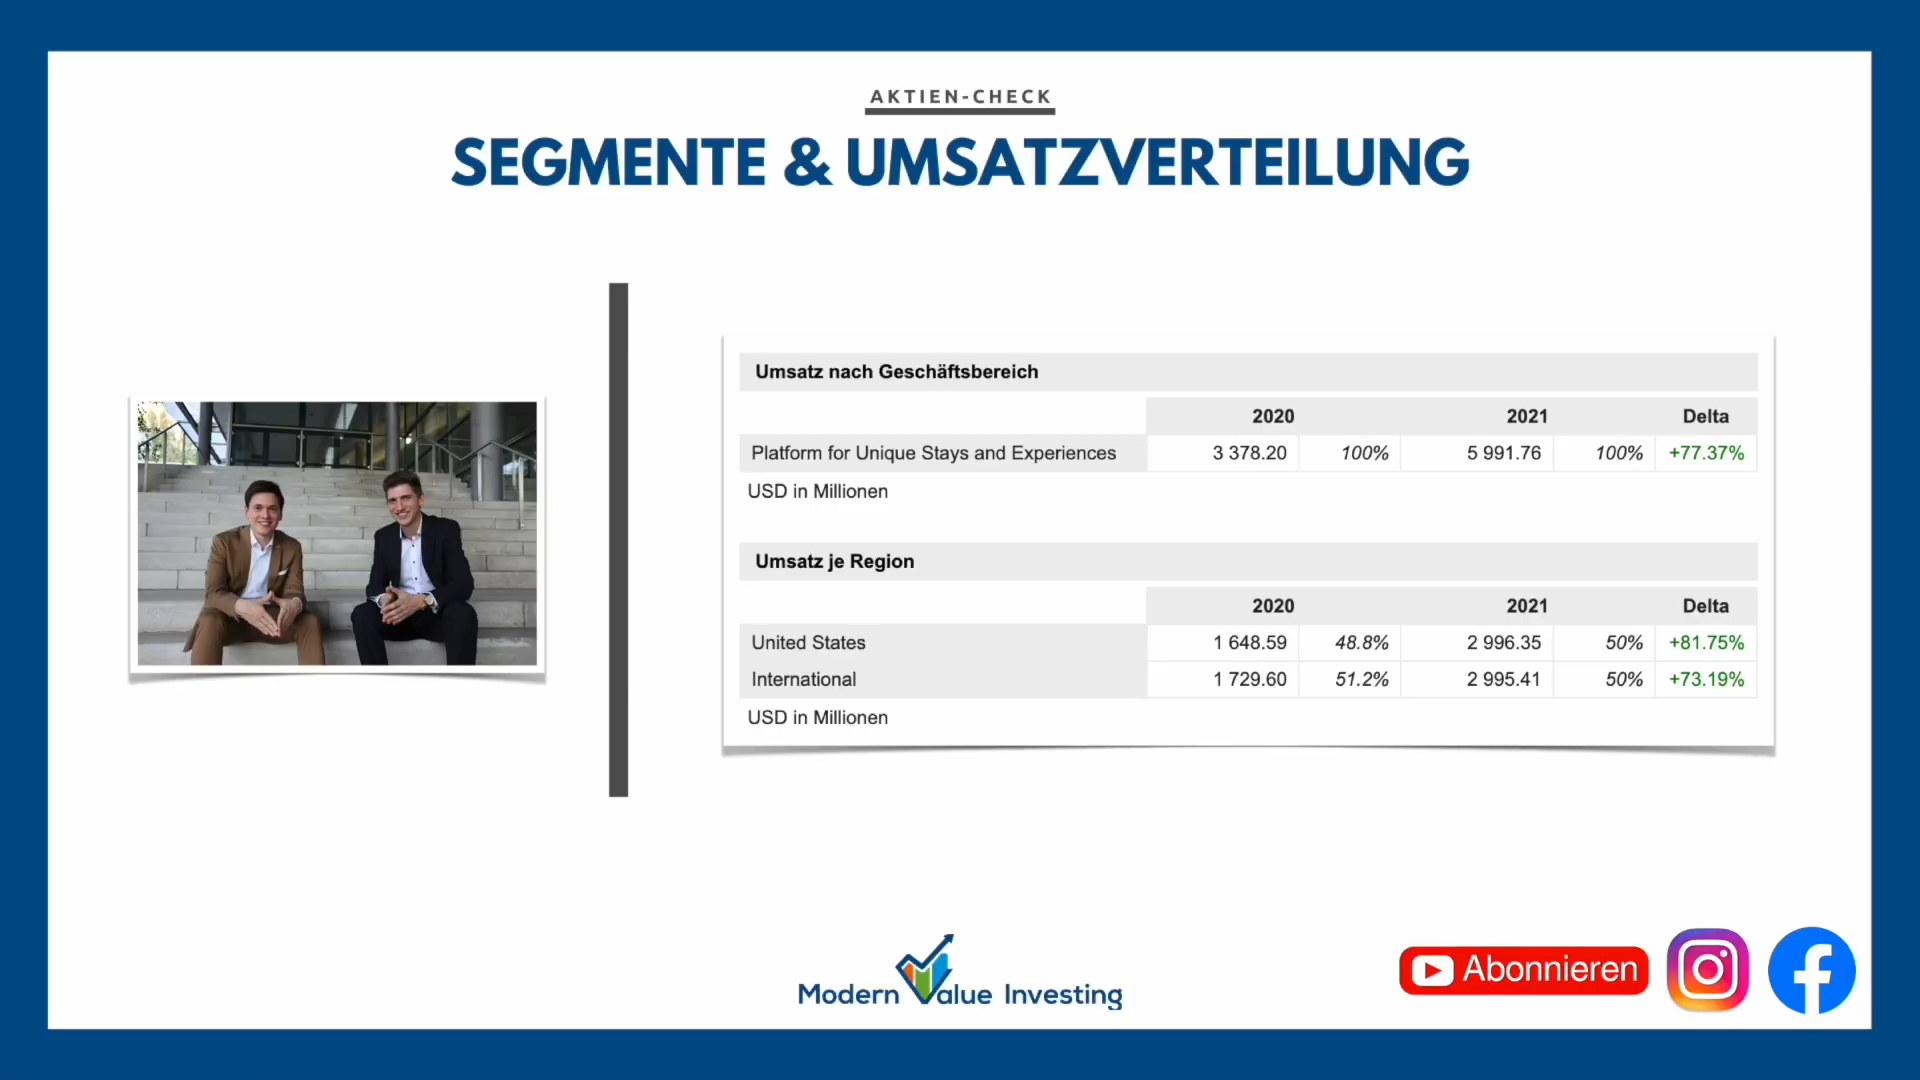 AKTIEN-CHECK
SEGMENTE & UMSATZVERTEILUNG
Umsatz nach Geschäftsbereich
2020 2021 Delta
Platform for Unique Stays and Experiences 3 378.20 100% 5 991.76 100% +77.37%
USD in Millionen
Umsatz je Region
2020 2021 Delta
United States 1 648.59 48.8% 2 996.35 50% +81.75%
International 1 729.60 51.2% 2 995.41 50% +73.19%
USD in Millionen
Modern Value Investing
Abonnieren